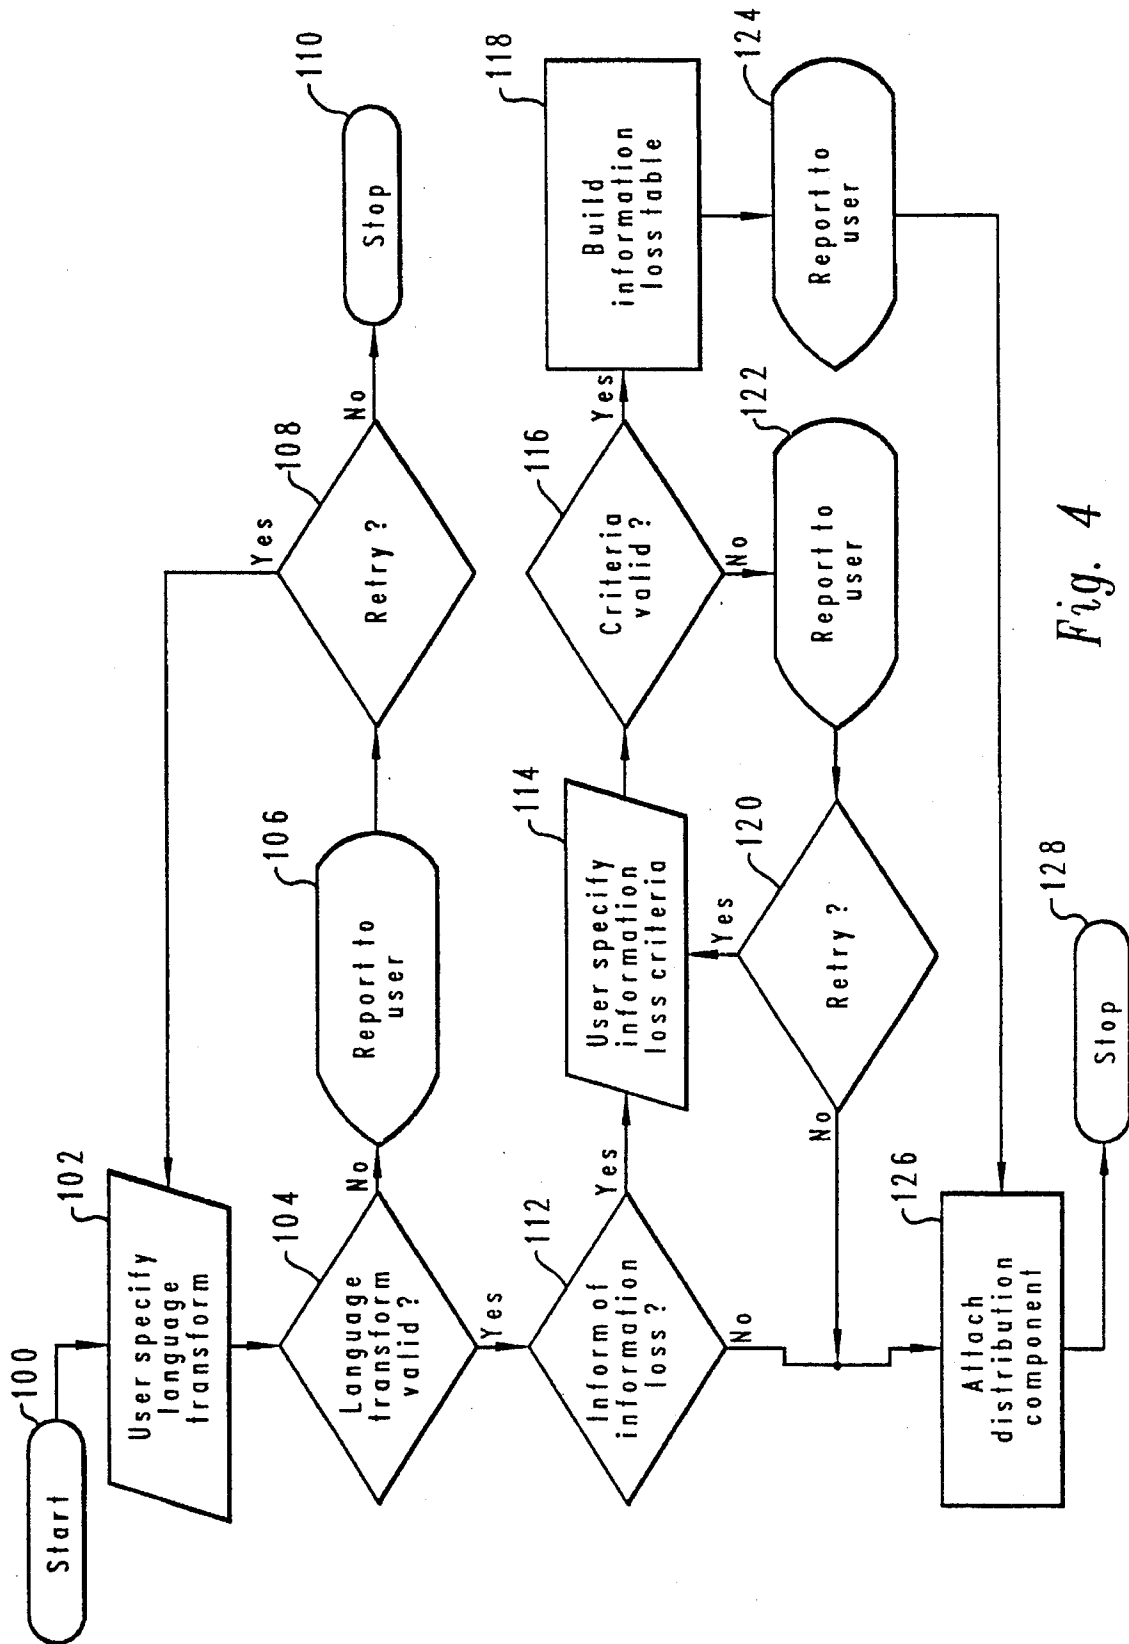 100
Start
102
User specify
language
transform
104
Language
transform
valid?
No
Yes
106
Report to
user
108
Retry?
Yes
No
110
Stop
112
Inform of
information
loss?
Yes
No
114
User specify
information
loss criteria
116
Criteria
valid?
Yes
No
118
Build
information
loss table
120
Retry?
Yes
No
122
Report to
user
124
Report to
user
126
Attach
distribution
component
128
Stop
Fig. 4